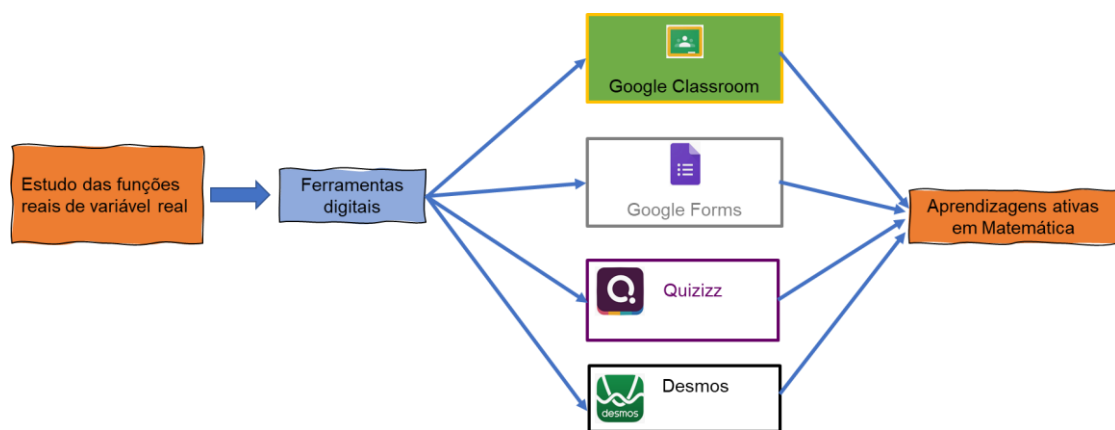 Estudo das funções
reais de variável real
Ferramentas
digitais
Google Classroom
Google Forms
Quizizz
desmos
Desmos
Aprendizagens ativas
em Matemática